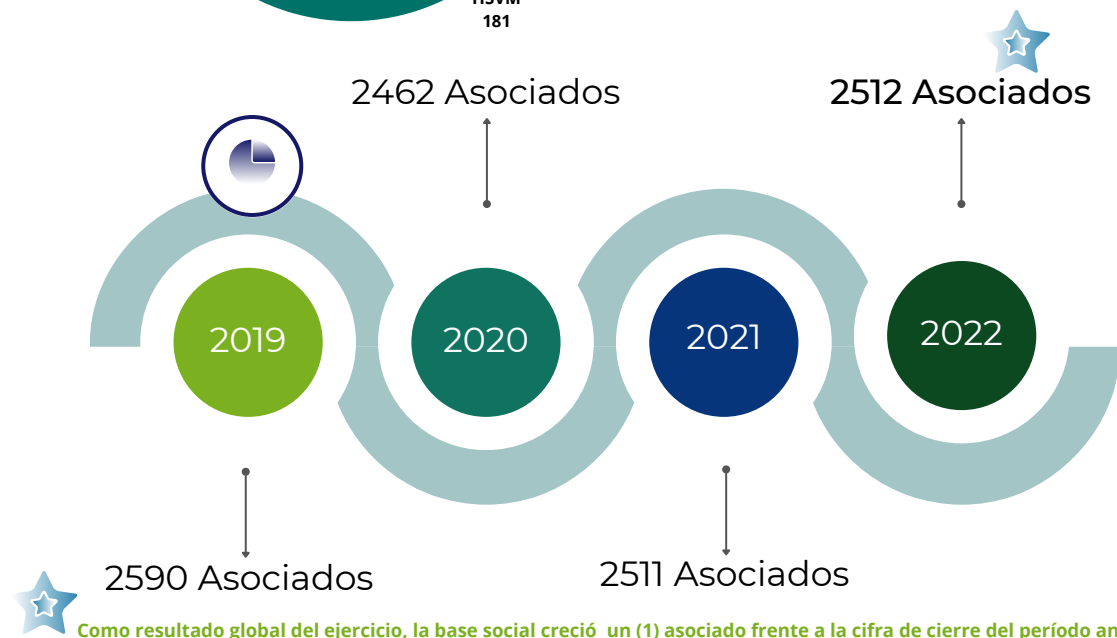 HSVM
181
2462 Asociados
2512 Asociados
2019
2020
2021
2022
2590 Asociados
2511 Asociados
Como resultado global del ejercicio, la base social creció un (1) asociado frente a la cifra de cierre del período